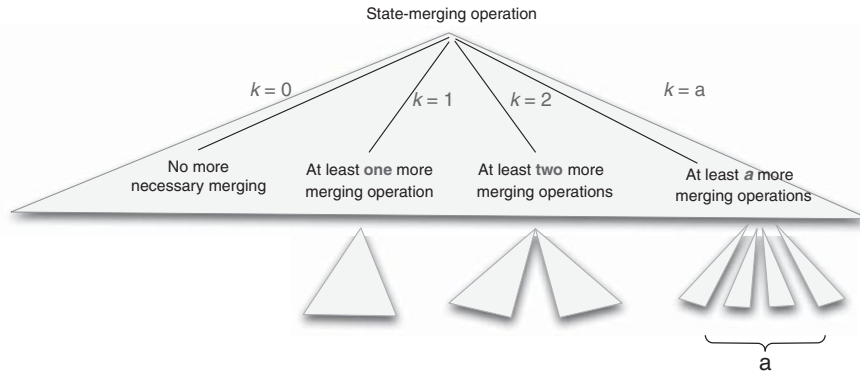 State-merging operation
k = 0
k = 1
k = 2
k = a
No more
necessary merging
At least one more
merging operation
At least two more
merging operations
At least a more
merging operations
a